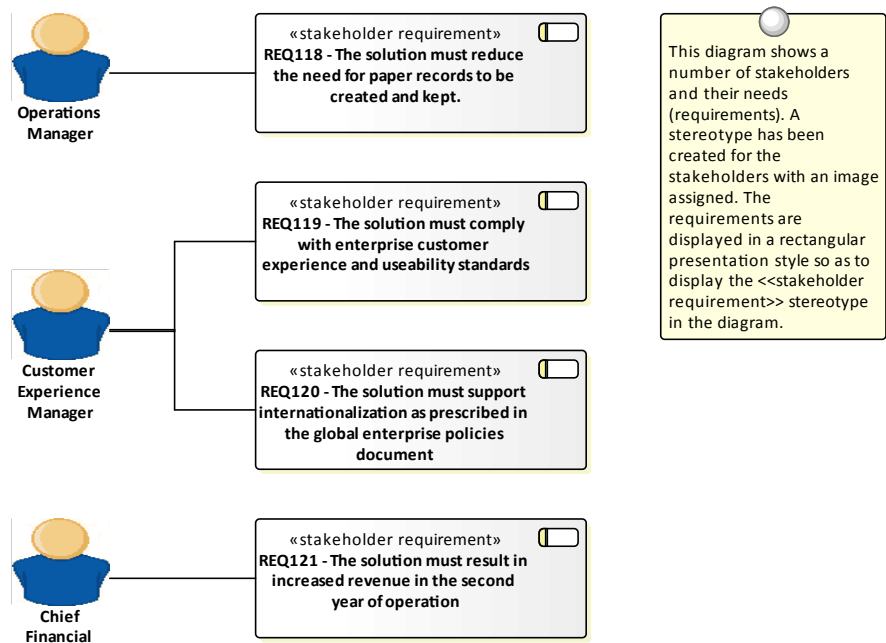 «stakeholder requirement»
REQ118 - The solution must reduce
the need for paper records to be
created and kept.
Operations
Manager
«stakeholder requirement»
REQ119 - The solution must comply
with enterprise customer
experience and useability standards
Customer
Experience
Manager
«stakeholder requirement»
REQ120 - The solution must support
internationalization as prescribed in
the global enterprise policies
document
«stakeholder requirement»
REQ121 - The solution must result in
increased revenue in the second
year of operation
Chief
Financial
This diagram shows a
number of stakeholders
and their needs
(requirements). A
stereotype has been
created for the
stakeholders with an image
assigned. The
requirements are
displayed in a rectangular
presentation style so as to
display the <<stakeholder
requirement>> stereotype
in the diagram.